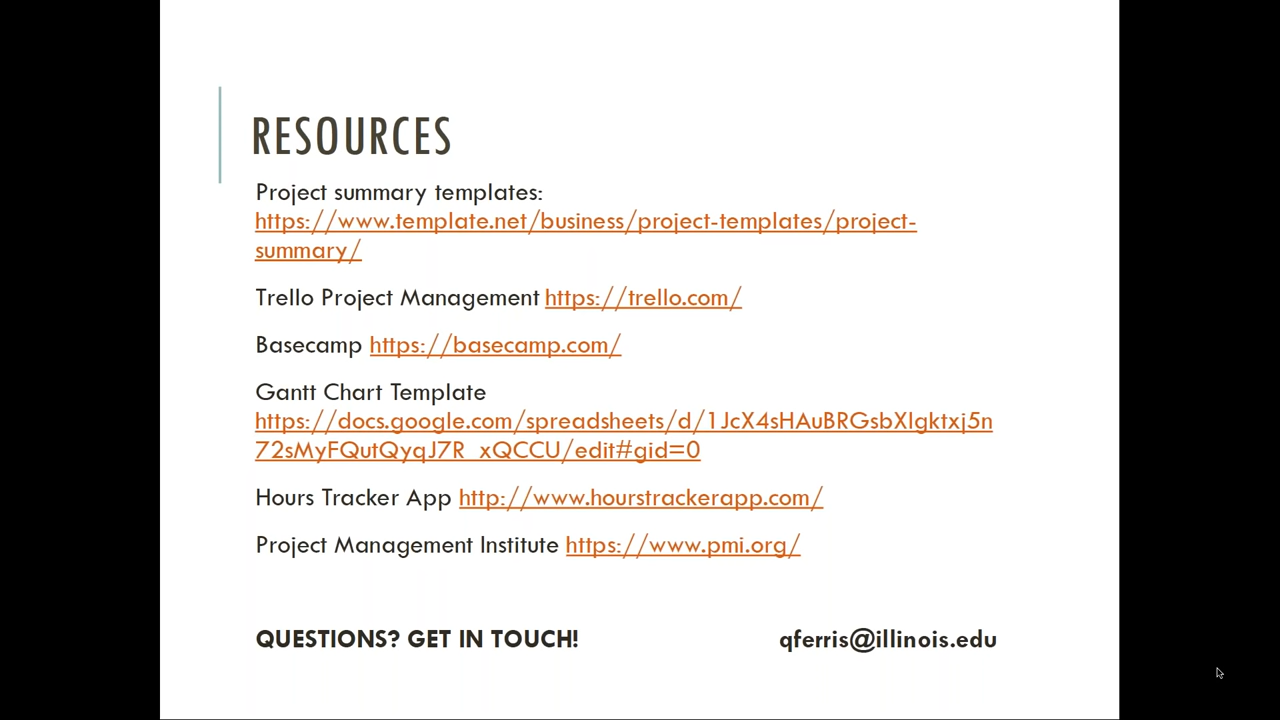 RESOURCES
Project summary templates:
https://www.template.net/business/project-templates/project-
summary/
Trello Project Management https://trello.com/
Basecamp https://basecamp.com/
Gantt Chart Template
https://docs.google.com/spreadsheets/d/1JcX4sHAuBRGsbXIgktxj5n
72sMyFQutQyqJ7R_xQCCU/edit#gid=0
Hours Tracker App http://www.hourstrackerapp.com/
Project Management Institute https://www.pmi.org/
QUESTIONS? GET IN TOUCH! qferris@illinois.edu